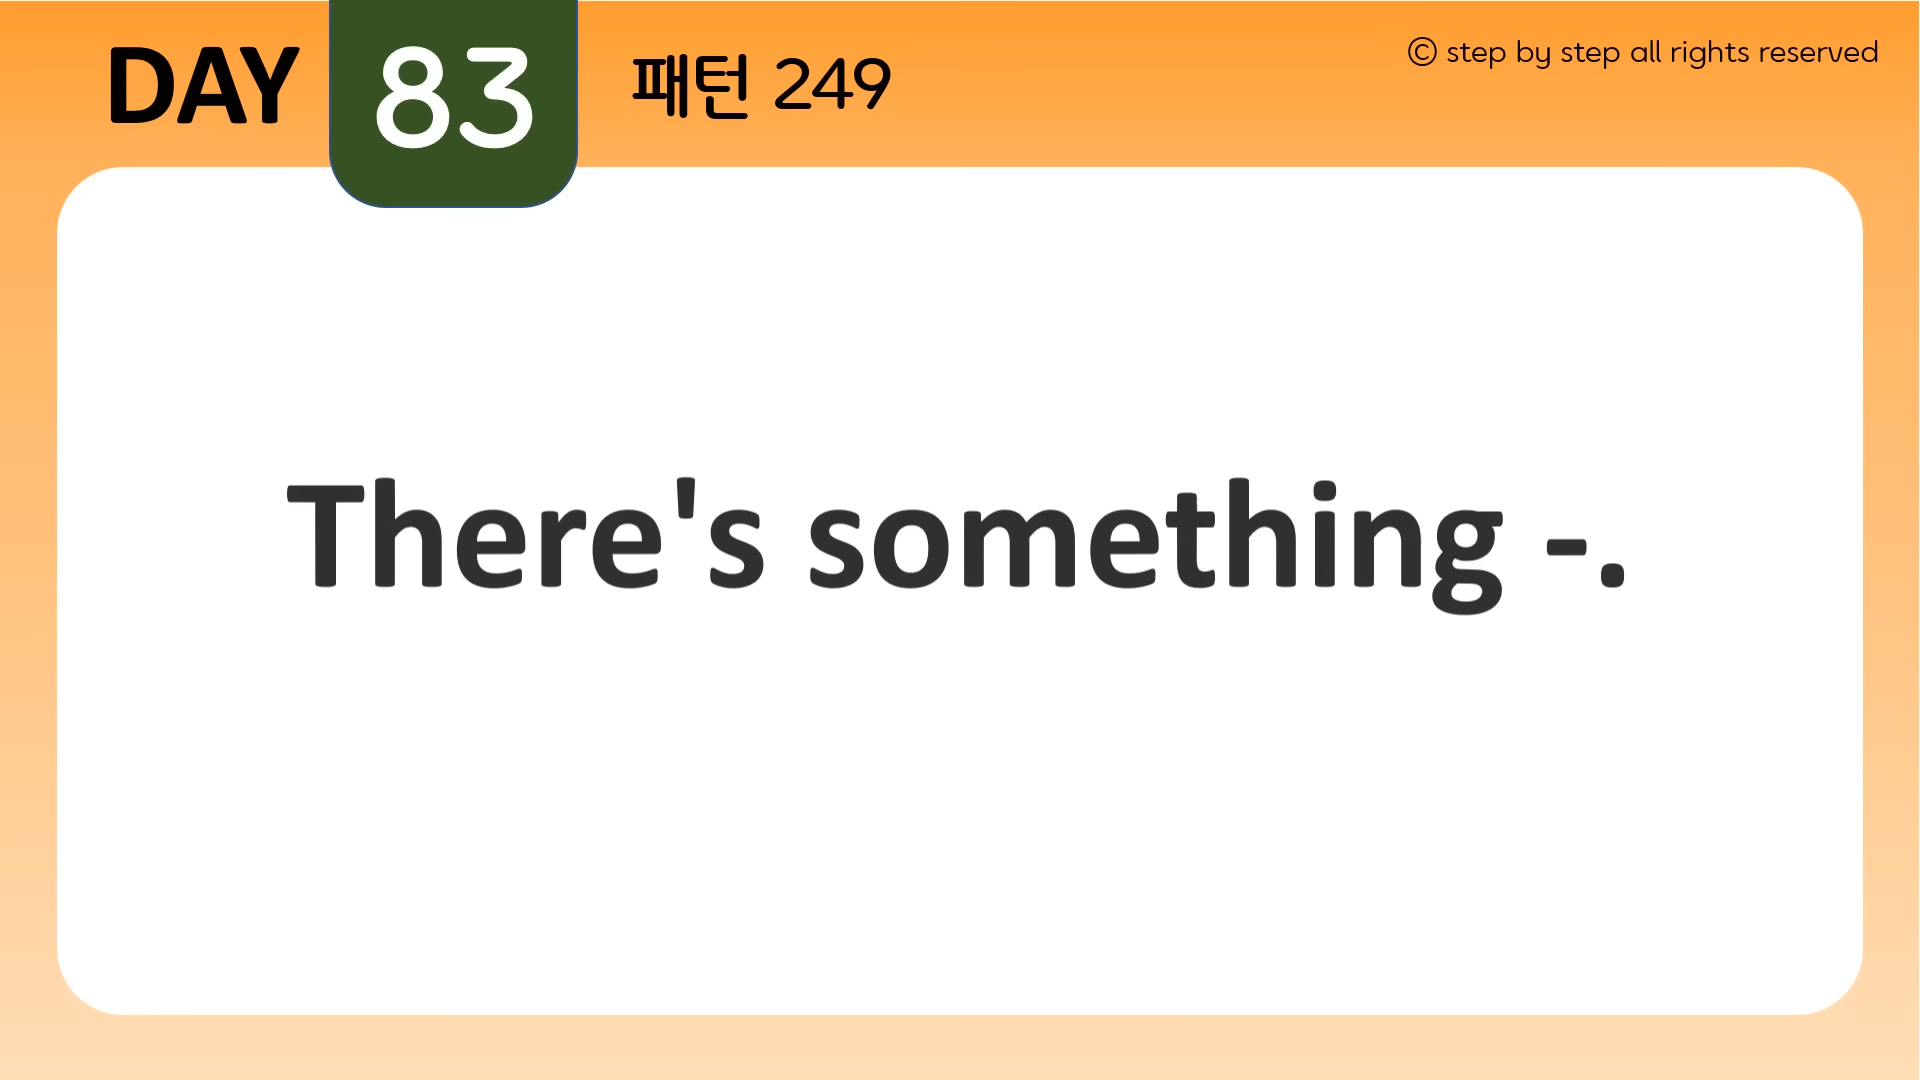 DAY 83 패턴 249
© step by step all rights reserved
There's something -.